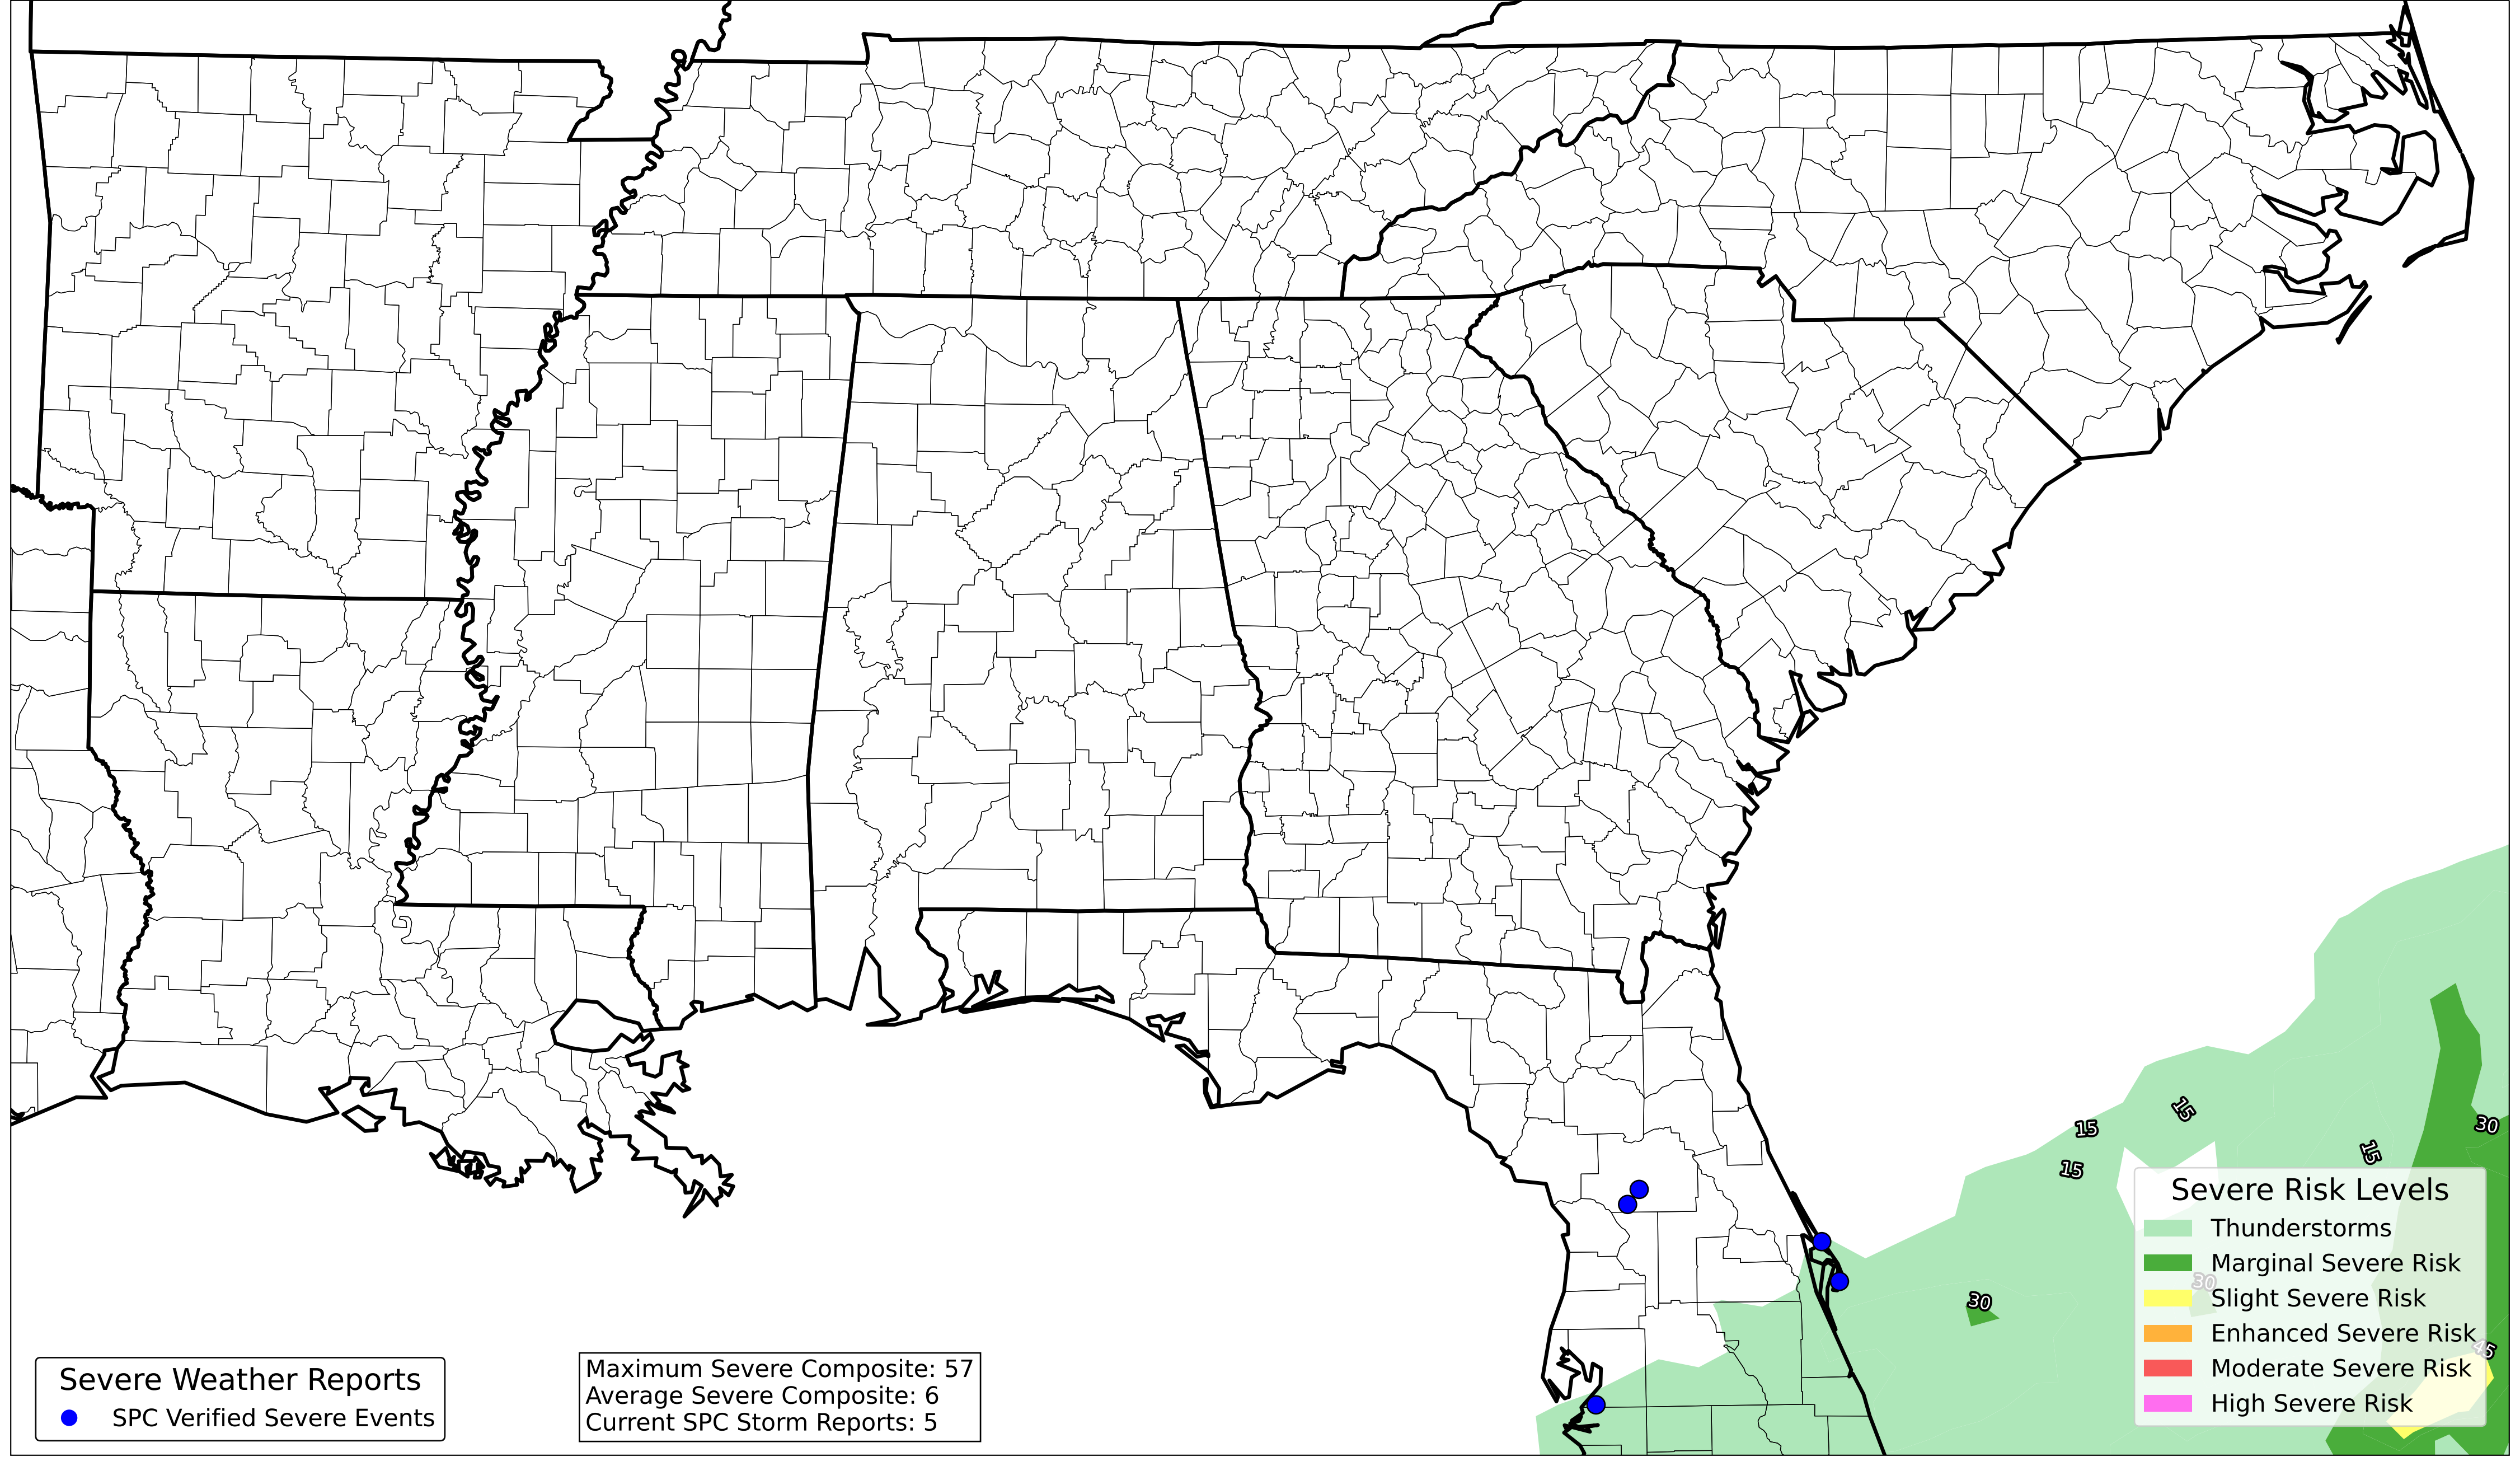 15
15
15
15
30
30
30
45
Severe Risk Levels
Thunderstorms
Marginal Severe Risk
Slight Severe Risk
Enhanced Severe Risk
Moderate Severe Risk
High Severe Risk
Severe Weather Reports
SPC Verified Severe Events
Maximum Severe Composite: 57
Average Severe Composite: 6
Current SPC Storm Reports: 5